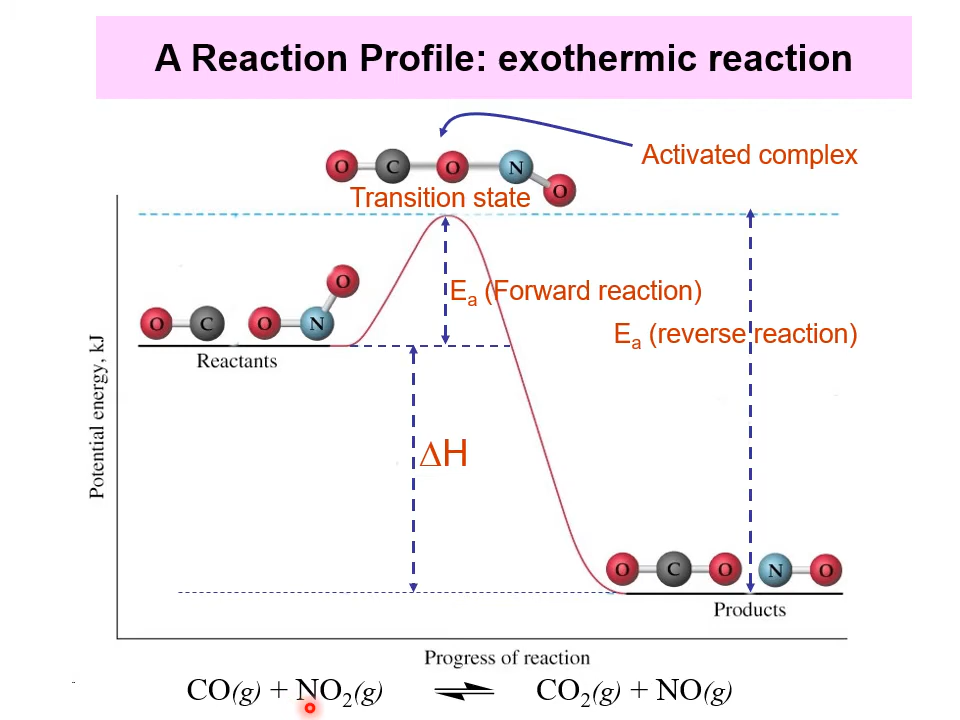 A Reaction Profile: exothermic reaction
Activated complex
O C O N O
Transition state
O
Eₐ (Forward reaction)
O C O N
Eₐ (reverse reaction)
Reactants
Potential energy, kJ
ΔH
O C O N O
Products
Progress of reaction
CO(g) + NO₂(g) ⇌ CO₂(g) + NO(g)